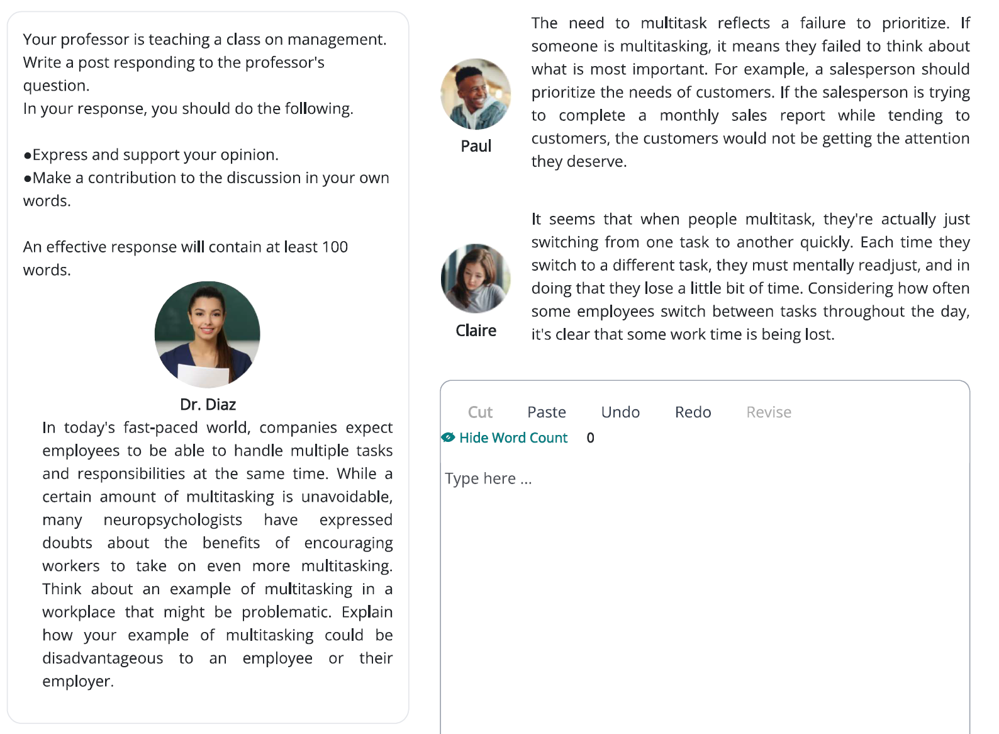 Your professor is teaching a class on management.
Write a post responding to the professor's
question.
In your response, you should do the following.
●Express and support your opinion.
●Make a contribution to the discussion in your own
words.
An effective response will contain at least 100
words.
Dr. Diaz
In today's fast-paced world, companies expect
employees to be able to handle multiple tasks
and responsibilities at the same time. While a
certain amount of multitasking is unavoidable,
many neuropsychologists have expressed
doubts about the benefits of encouraging
workers to take on even more multitasking.
Think about an example of multitasking in a
workplace that might be problematic. Explain
how your example of multitasking could be
disadvantageous to an employee or their
employer.
The need to multitask reflects a failure to prioritize. If
someone is multitasking, it means they failed to think about
what is most important. For example, a salesperson should
prioritize the needs of customers. If the salesperson is trying
to complete a monthly sales report while tending to
customers, the customers would not be getting the attention
they deserve.
Paul
It seems that when people multitask, they're actually just
switching from one task to another quickly. Each time they
switch to a different task, they must mentally readjust, and in
doing that they lose a little bit of time. Considering how often
some employees switch between tasks throughout the day,
it's clear that some work time is being lost.
Claire
Cut Paste Undo Redo Revise
Hide Word Count 0
Type here ...